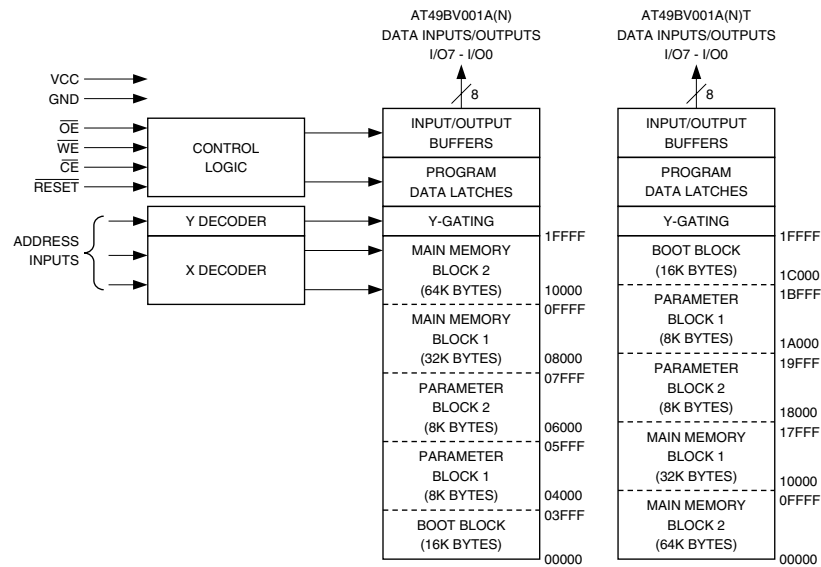 AT49BV001A(N)
DATA INPUTS/OUTPUTS
I/O7 - I/O0
8
AT49BV001A(N)T
DATA INPUTS/OUTPUTS
I/O7 - I/O0
8
VCC
GND
OE
WE
CE
RESET
CONTROL
LOGIC
ADDRESS
INPUTS
Y DECODER
X DECODER
INPUT/OUTPUT
BUFFERS
PROGRAM
DATA LATCHES
Y-GATING
1FFFF
MAIN MEMORY
BLOCK 2
(64K BYTES)
10000
0FFFF
MAIN MEMORY
BLOCK 1
(32K BYTES)
08000
07FFF
PARAMETER
BLOCK 2
(8K BYTES)
06000
05FFF
PARAMETER
BLOCK 1
(8K BYTES)
04000
03FFF
BOOT BLOCK
(16K BYTES)
00000
INPUT/OUTPUT
BUFFERS
PROGRAM
DATA LATCHES
Y-GATING
1FFFF
BOOT BLOCK
(16K BYTES)
1C000
1BFFF
PARAMETER
BLOCK 1
(8K BYTES)
1A000
19FFF
PARAMETER
BLOCK 2
(8K BYTES)
18000
17FFF
MAIN MEMORY
BLOCK 1
(32K BYTES)
10000
0FFFF
MAIN MEMORY
BLOCK 2
(64K BYTES)
00000